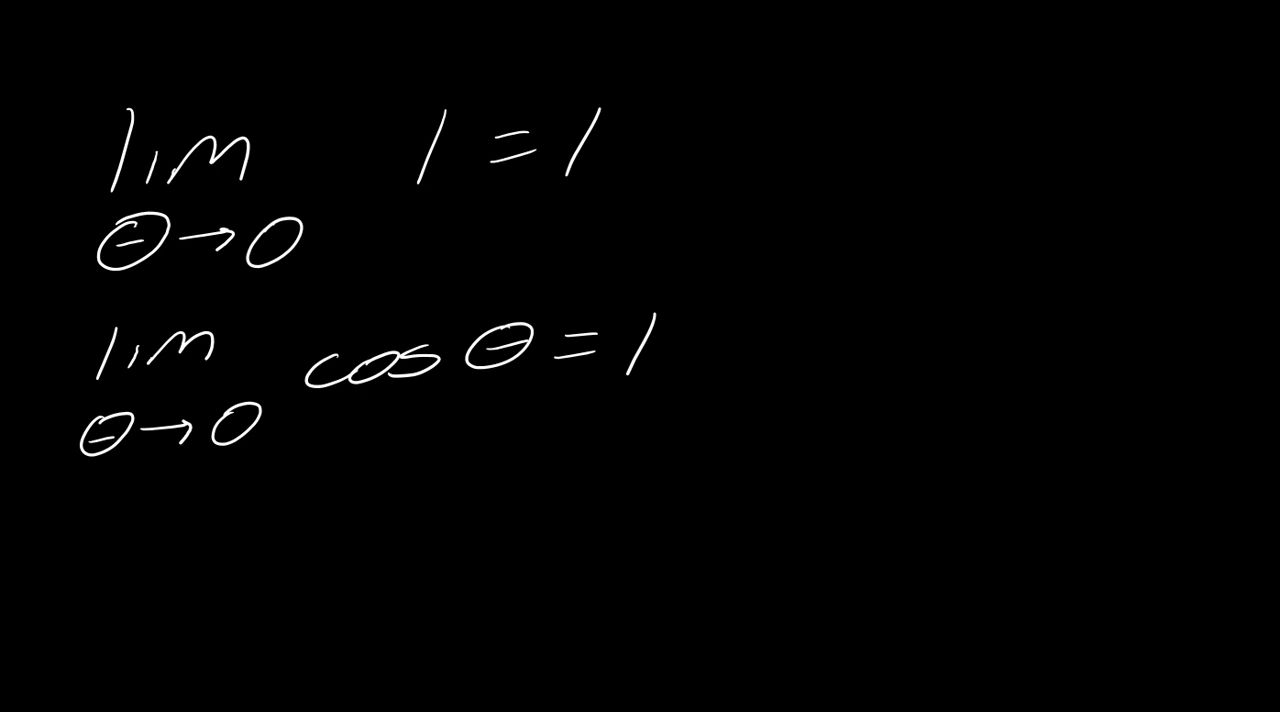 lim 1 = 1
θ→0
lim cos θ = 1
θ→0